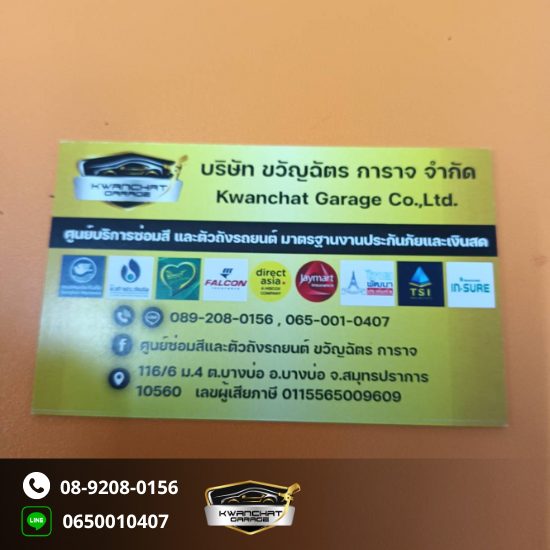 KWANCHAT
GARAGE
บริษัท ขวัญฉัตร การาจ จำกัด
Kwanchat Garage Co.,Ltd.
ศูนย์บริการซ่อมสี และตัวถังรถยนต์ มาตรฐานงานประกันภัยและเงินสด
FALCON
direct
asia
Jaymart
TSI
IN-SURE
089-208-0156 , 065-001-0407
ศูนย์ซ่อมสีและตัวถังรถยนต์ ขวัญฉัตร การาจ
116/6 ม.4 ต.บางบ่อ อ.บางบ่อ จ.สมุทรปราการ
10560 เลขผู้เสียภาษี 0115565009609
08-9208-0156
LINE
0650010407
KWANCHAT
GARAGE